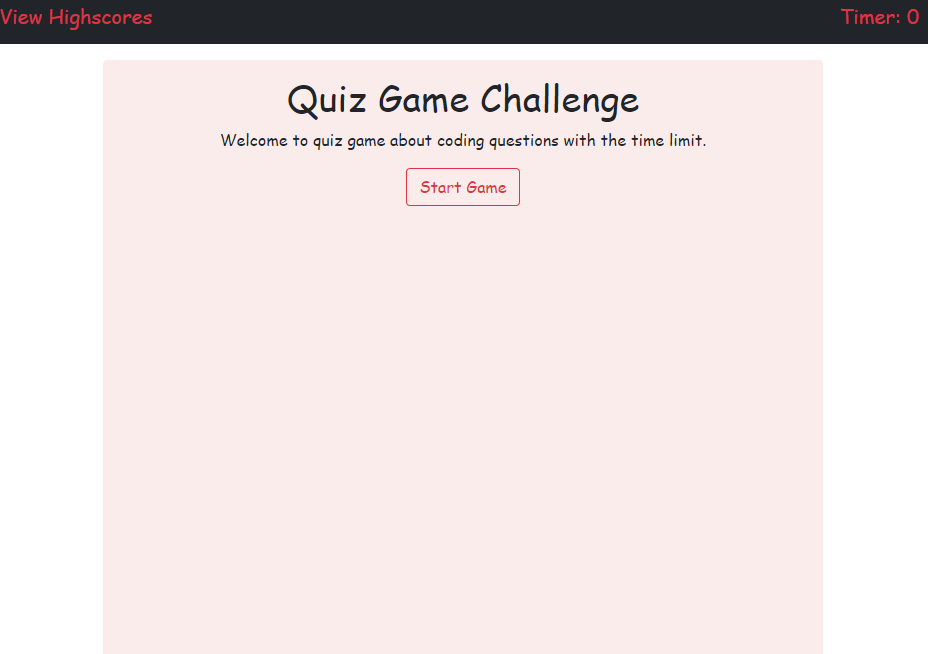 View Highscores
Timer: 0
Quiz Game Challenge
Welcome to quiz game about coding questions with the time limit.
Start Game